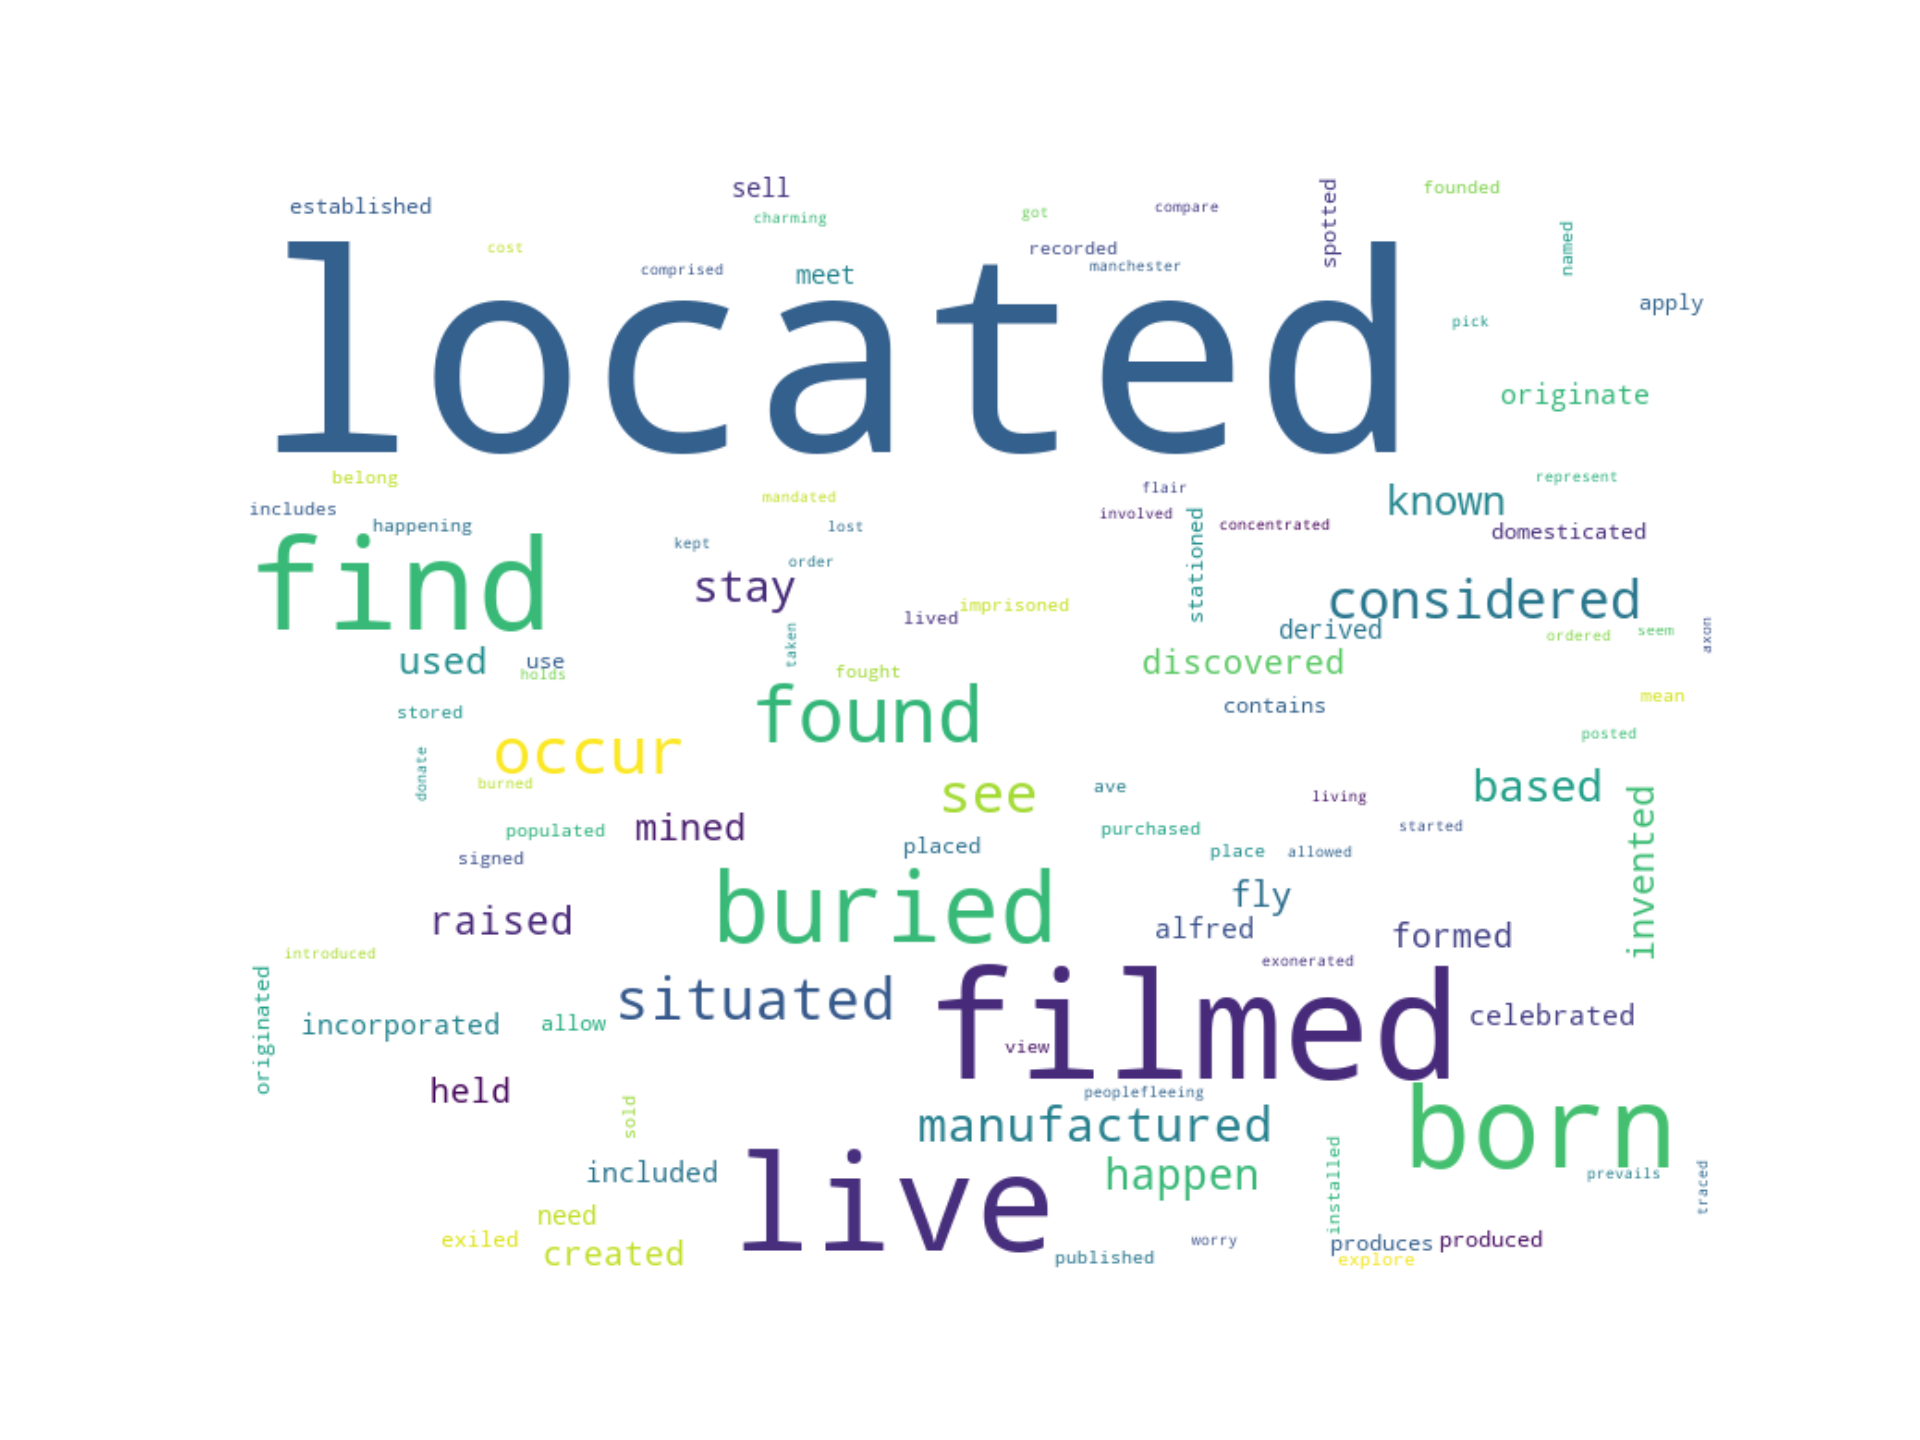 sell
spotted
founded
established
charming
got
compare
cost
recorded
named
comprised
meet
manchester
located
apply
pick
originate
belong
mandated
flair
known
represent
includes
happening
lost
involved
concentrated
domesticated
find
kept
order
stationed
stay
considered
lived
imprisoned
derived
ordered
seem
axon
used
use
holds
taken
fought
discovered
found
contains
mean
stored
occur
posted
donate
burned
see
ave
living
based
invented
populated
mined
purchased
started
signed
placed
place
allowed
raised
buried
fly
alfred
formed
introduced
exonerated
originated
incorporated
allow
situated
filmed
celebrated
view
held
peoplefleeing
sold
manufactured
born
included
happen
installed
prevails
traced
live
need
exiled
created
published
worry
produces
produced
explore